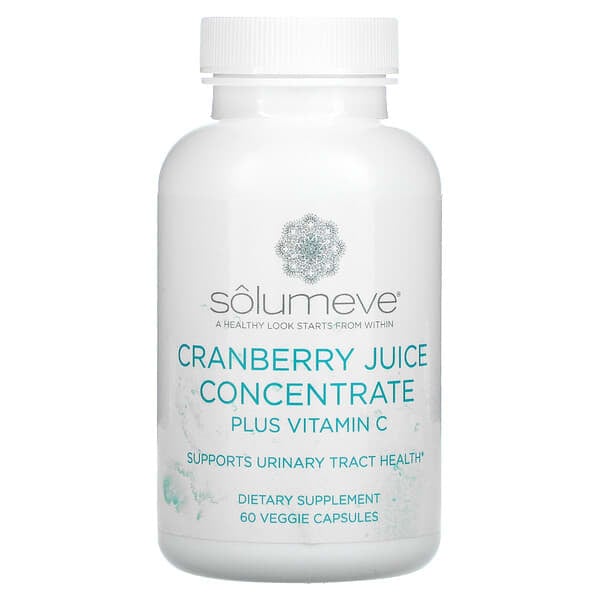 sôlumeve®
A HEALTHY LOOK STARTS FROM WITHIN
CRANBERRY JUICE
CONCENTRATE
PLUS VITAMIN C
SUPPORTS URINARY TRACT HEALTH*
DIETARY SUPPLEMENT
60 VEGGIE CAPSULES